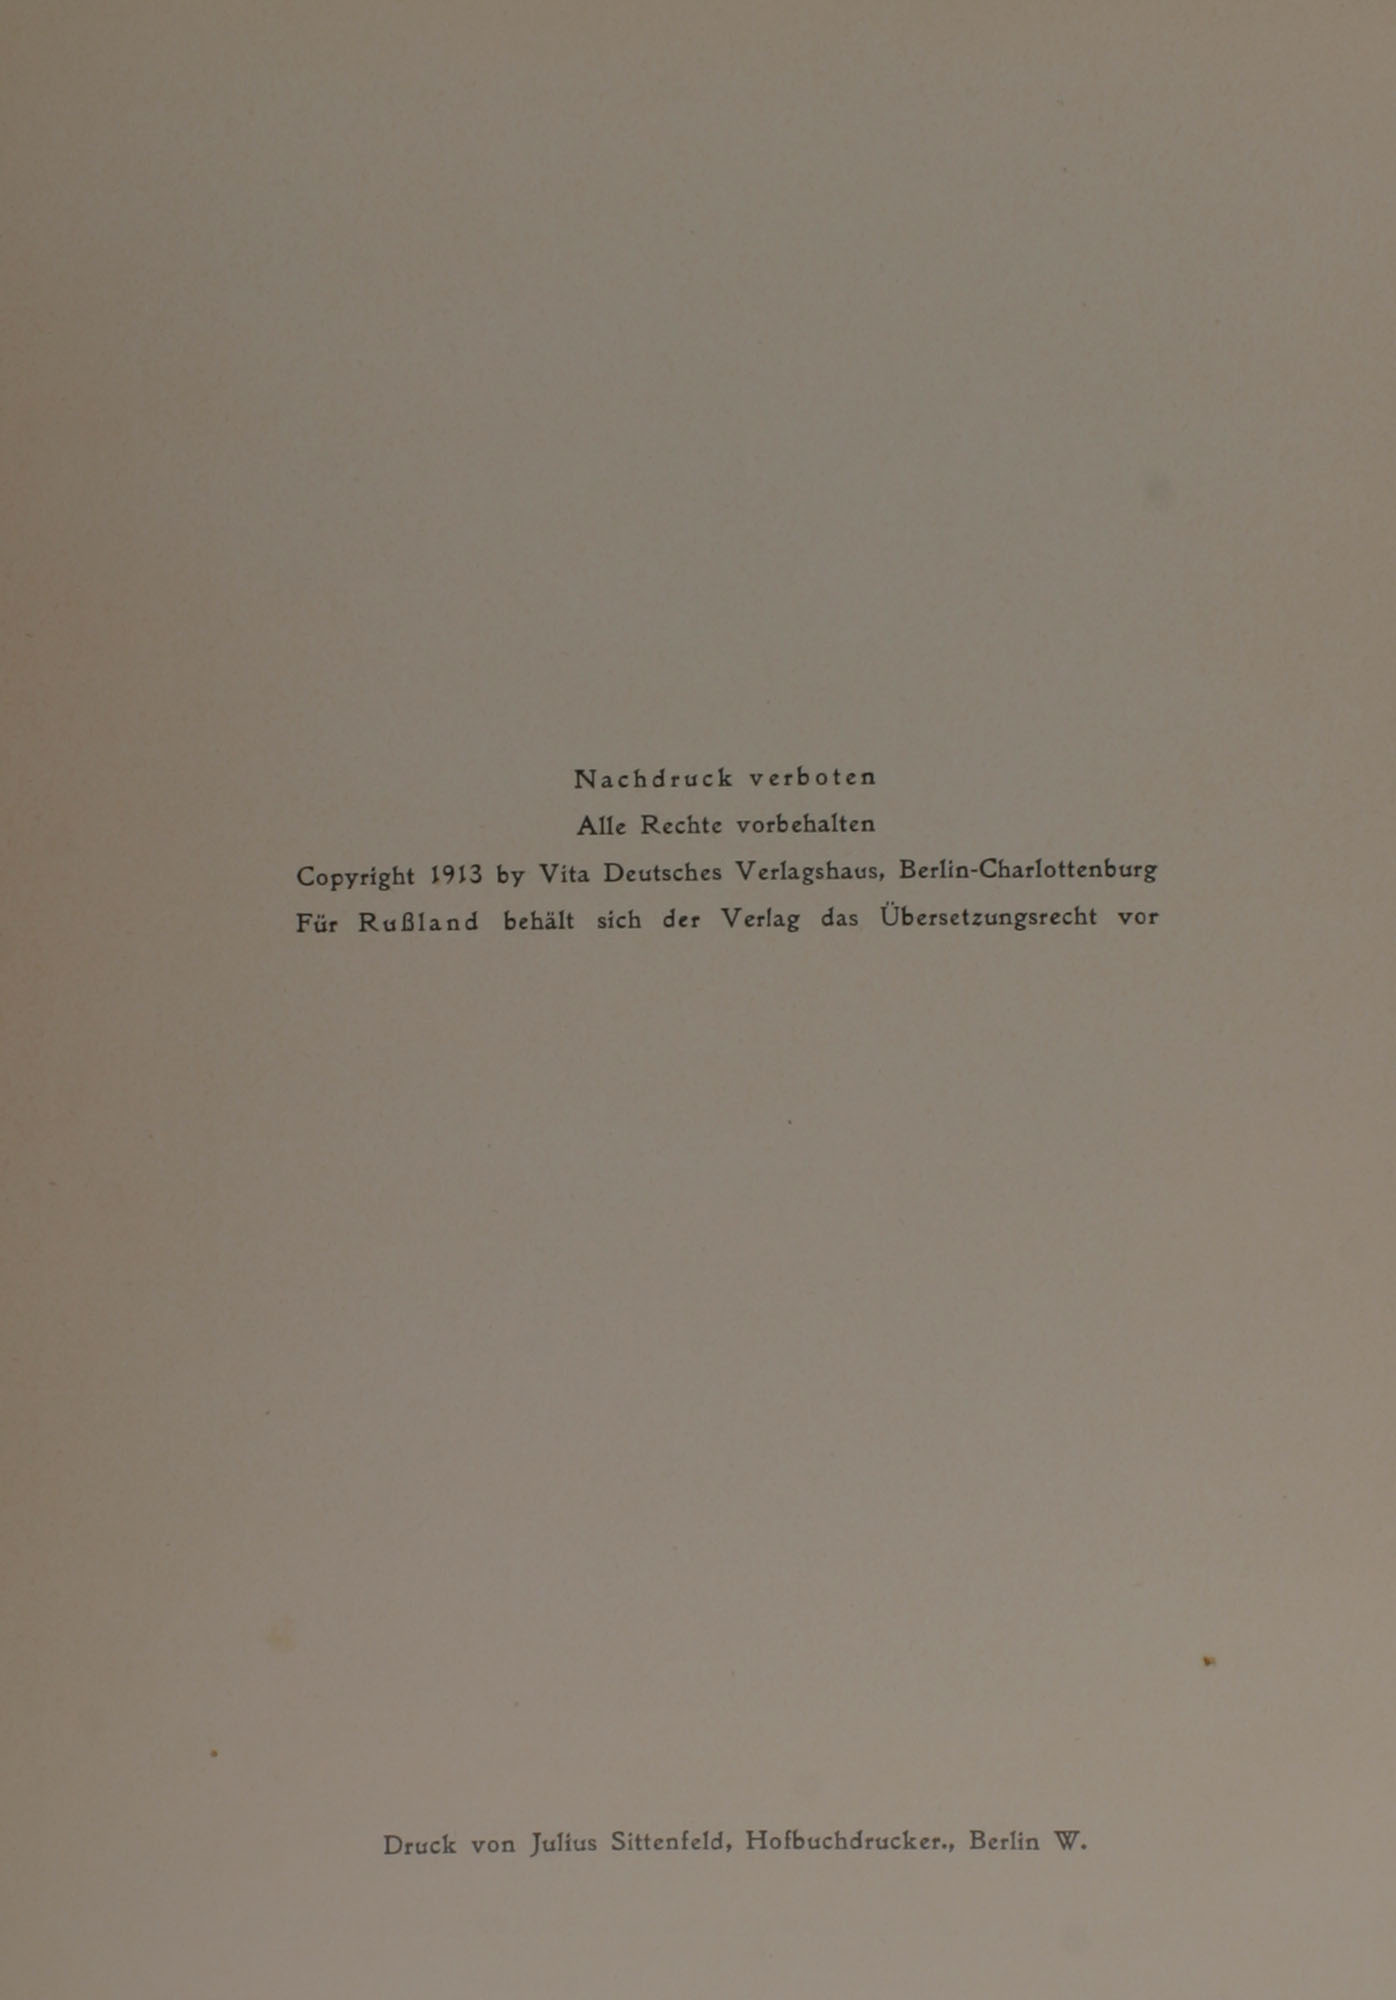 Nachdruck verboten
Alle Rechte vorbehalten
Copyright 1913 by Vita Deutsches Verlagshaus, Berlin-Charlottenburg
Für Rußland behält sich der Verlag das Übersetzungsrecht vor
Druck von Julius Sittenfeld, Hofbuchdrucker., Berlin W.